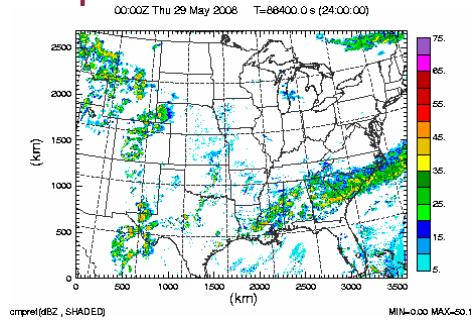 00:00Z Thu 29 May 2008 T=86400.0 s (24:00:00)
2500
2000
1500
1000
500
0
(km)
0 500 1000 1500 2000 2500 3000 3500
(km)
75.
65.
55.
45.
35.
25.
15.
5.
cmpref(dBZ , SHADED) MIN=0.00 MAX=50.1